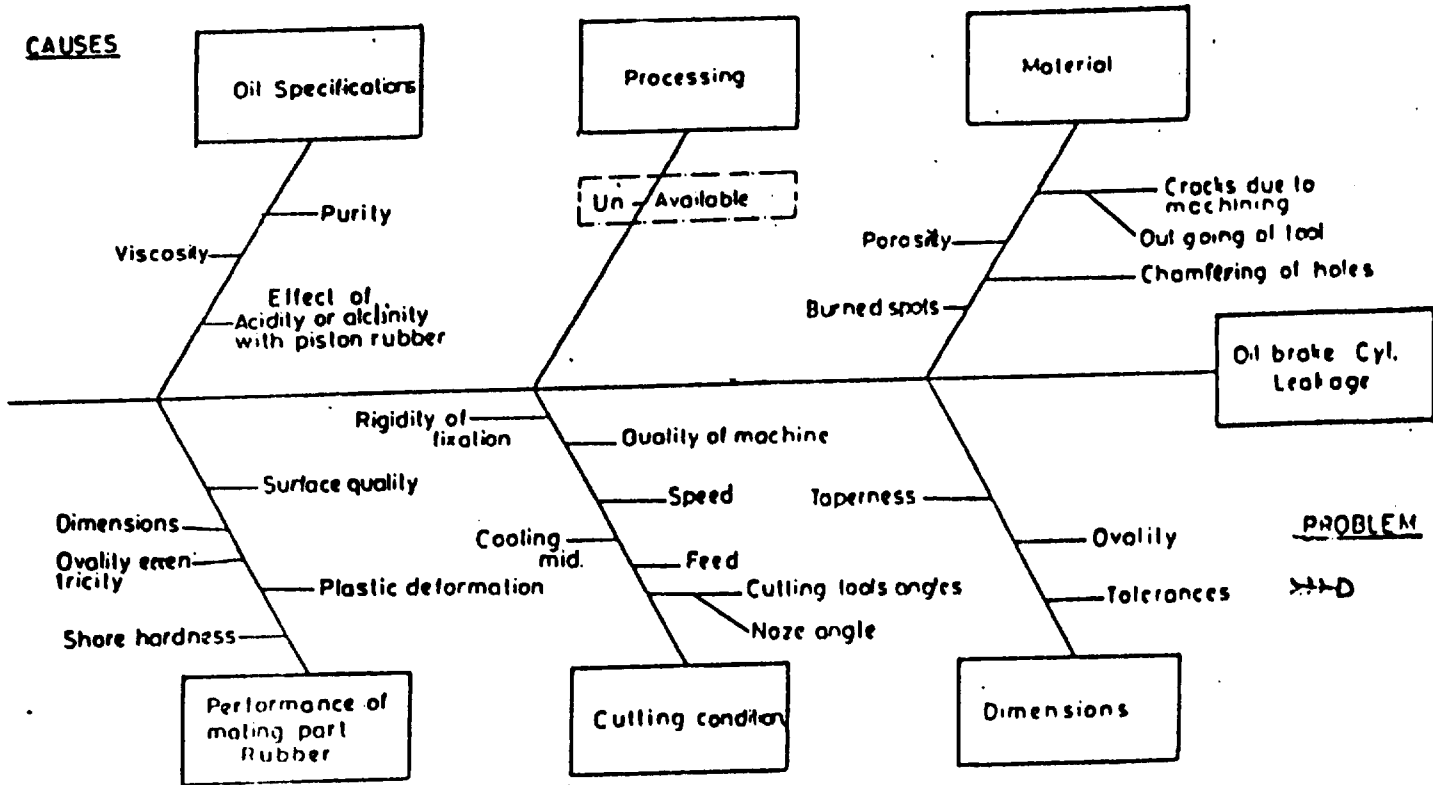 CAUSES
Oil Specifications
Processing
Material
Un - Available
Purity
Viscosity
Effect of
Acidity or alclinity
with piston rubber
Cracks due to
machining
Out going of tool
Porosity
Chamfering of holes
Burned spots
Oil brake Cyl.
Leakage
Rigidity of
fixation
Quality of machine
Surface quality
Speed
Taperness
Dimensions
Cooling
mid.
Ovality
PROBLEM
Ovality
tricity
Feed
Plastic deformation
Cutting tools angles
Tolerances
Noze angle
Shore hardness
Performance of
mating part
Rubber
Cutting condition
Dimensions